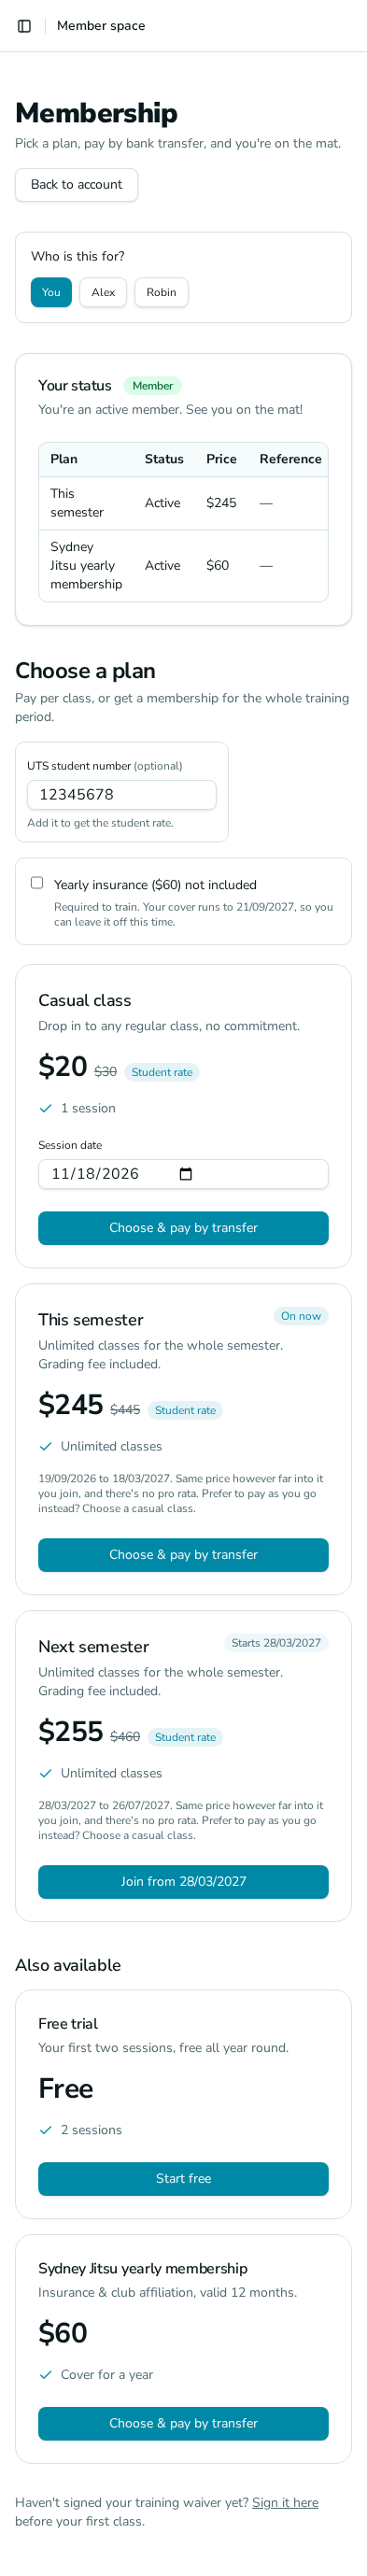 Member space
Membership
Pick a plan, pay by bank transfer, and you're on the mat.
Back to account
Who is this for?
You Alex Robin
Your status Member
You're an active member. See you on the mat!
Plan Status Price Reference
This
semester Active $245 —
Sydney
Jitsu yearly Active $60 —
membership
Choose a plan
Pay per class, or get a membership for the whole training
period.
UTS student number (optional)
12345678
Add it to get the student rate.
Yearly insurance ($60) not included
Required to train. Your cover runs to 21/09/2027, so you
can leave it off this time.
Casual class
Drop in to any regular class, no commitment.
$20 $30 Student rate
1 session
Session date
11/18/2026
Choose & pay by transfer
This semester On now
Unlimited classes for the whole semester.
Grading fee included.
$245 $445 Student rate
Unlimited classes
19/09/2026 to 18/03/2027. Same price however far into it
you join, and there's no pro rata. Prefer to pay as you go
instead? Choose a casual class.
Choose & pay by transfer
Next semester Starts 28/03/2027
Unlimited classes for the whole semester.
Grading fee included.
$255 $460 Student rate
Unlimited classes
28/03/2027 to 26/07/2027. Same price however far into it
you join, and there's no pro rata. Prefer to pay as you go
instead? Choose a casual class.
Join from 28/03/2027
Also available
Free trial
Your first two sessions, free all year round.
Free
2 sessions
Start free
Sydney Jitsu yearly membership
Insurance & club affiliation, valid 12 months.
$60
Cover for a year
Choose & pay by transfer
Haven't signed your training waiver yet? Sign it here
before your first class.